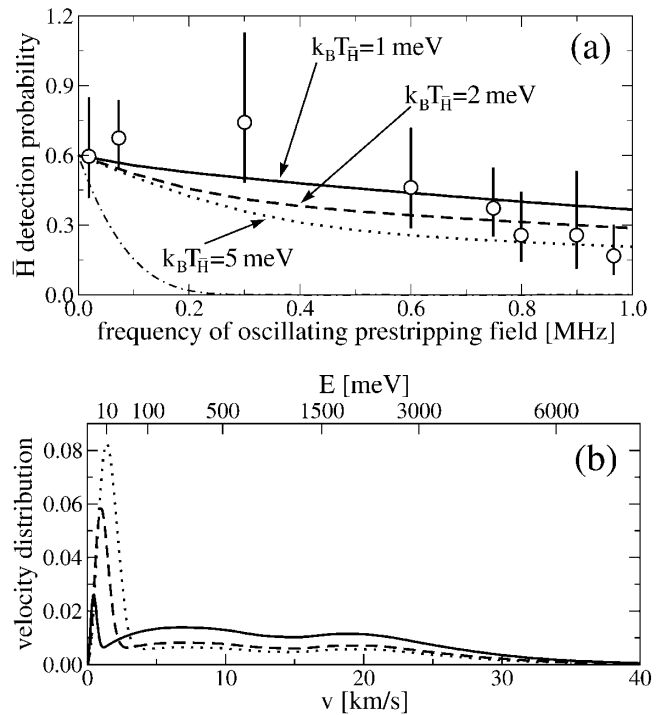 (a)
H̄ detection probability
1.2
0.9
0.6
0.3
0.0
k_BT_H̄=1 meV
k_BT_H̄=2 meV
k_BT_H̄=5 meV
0.0 0.2 0.4 0.6 0.8 1.0
frequency of oscillating prestripping field [MHz]
E [meV]
10 100 500 1500 3000 6000
(b)
velocity distribution
0.08
0.06
0.04
0.02
0.00
0 10 20 30 40
v [km/s]